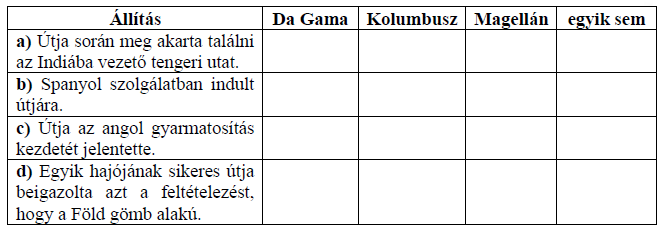 Állítás Da Gama Kolumbusz Magellán egyik sem
a) Útja során meg akarta találni
az Indiába vezető tengeri utat.
b) Spanyol szolgálatban indult
útjára.
c) Útja az angol gyarmatosítás
kezdetét jelentette.
d) Egyik hajójának sikeres útja
beigazolta azt a feltételezést,
hogy a Föld gömb alakú.